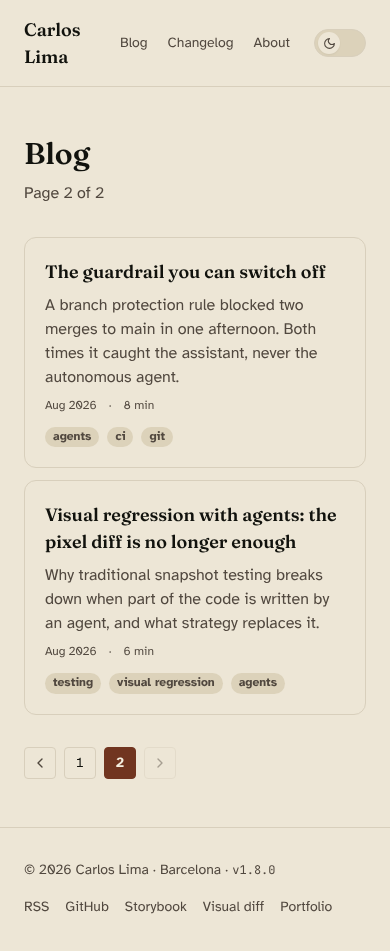 Carlos
Lima
Blog
Changelog
About
Blog
Page 2 of 2
The guardrail you can switch off
A branch protection rule blocked two
merges to main in one afternoon. Both
times it caught the assistant, never the
autonomous agent.
Aug 2026 · 8 min
agents ci git
Visual regression with agents: the
pixel diff is no longer enough
Why traditional snapshot testing breaks
down when part of the code is written by
an agent, and what strategy replaces it.
Aug 2026 · 6 min
testing visual regression agents
1 2
© 2026 Carlos Lima · Barcelona · v1.8.0
RSS GitHub Storybook Visual diff Portfolio